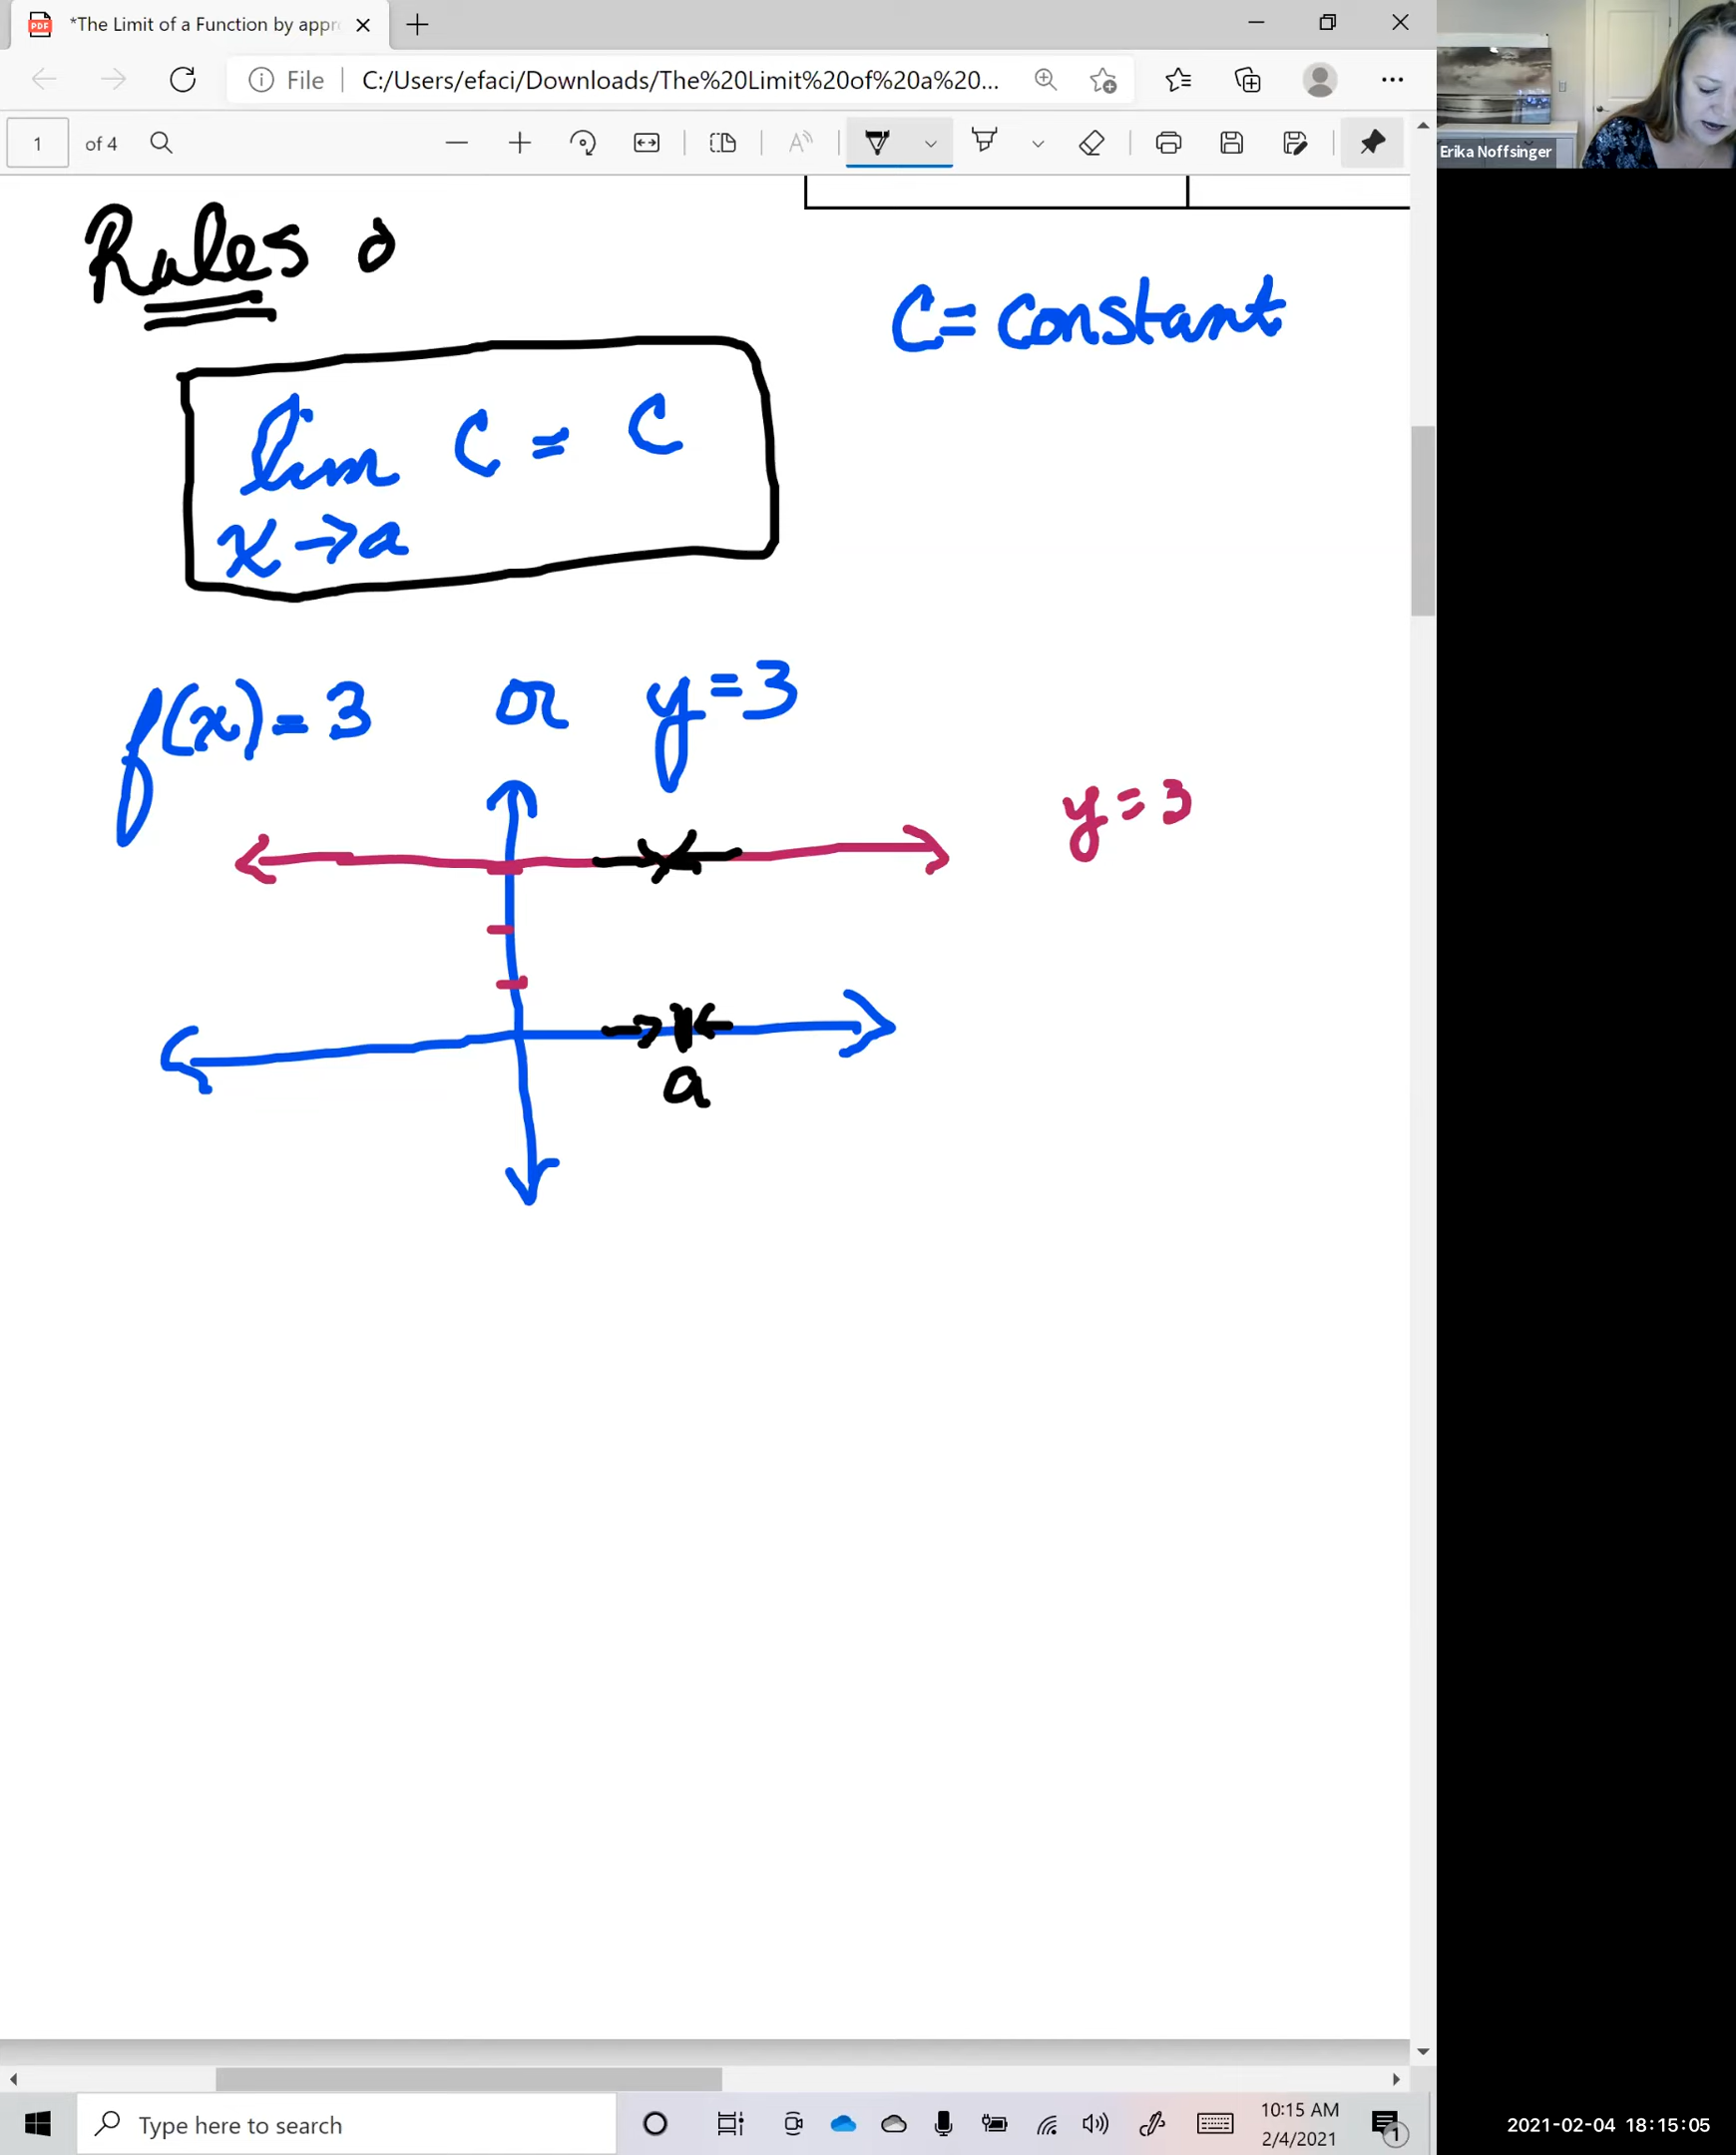 *The Limit of a Function by appr
File
C:/Users/efaci/Downloads/The%20Limit%20of%20a%20...
1 of 4
Erika Noffsinger
Rules
C = constant
lim C = C
x → a
f(x) = 3 or y = 3
y = 3
a
Type here to search
10:15 AM
2/4/2021
1
2021-02-04 18:15:05